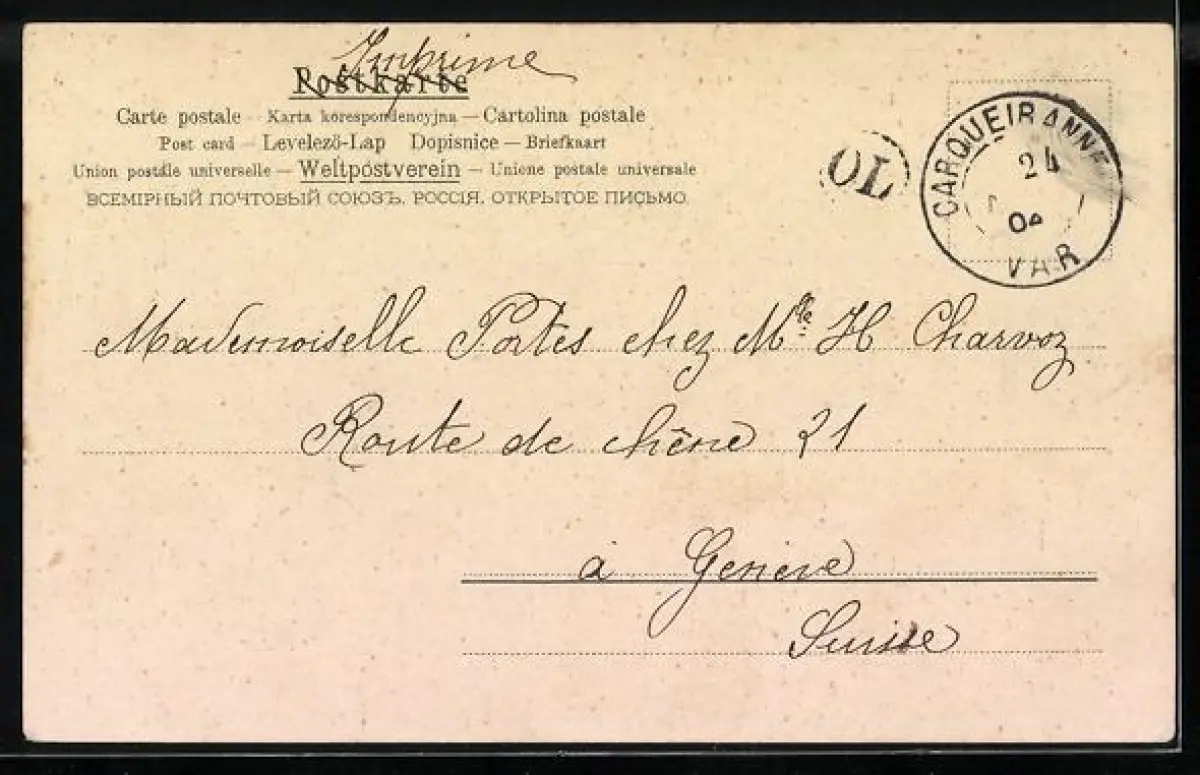 Imprimé
Postkarte
Carte postale – Karta korespondencyjna – Cartolina postale
Post card – Levelező-Lap Dopisnice – Briefkaart
Union postale universelle – Weltpostverein – Unione postale universale
ВСЕМІРНЫЙ ПОЧТОВЫЙ СОЮЗЪ. РОССІЯ. ОТКРЫТОЕ ПИСЬМО.
OL
CARQUEIRANNE
24
04
VAR
Mademoiselle Portes chez Mlle H Charvoz
Route de chêne 21
à Genève
Suisse